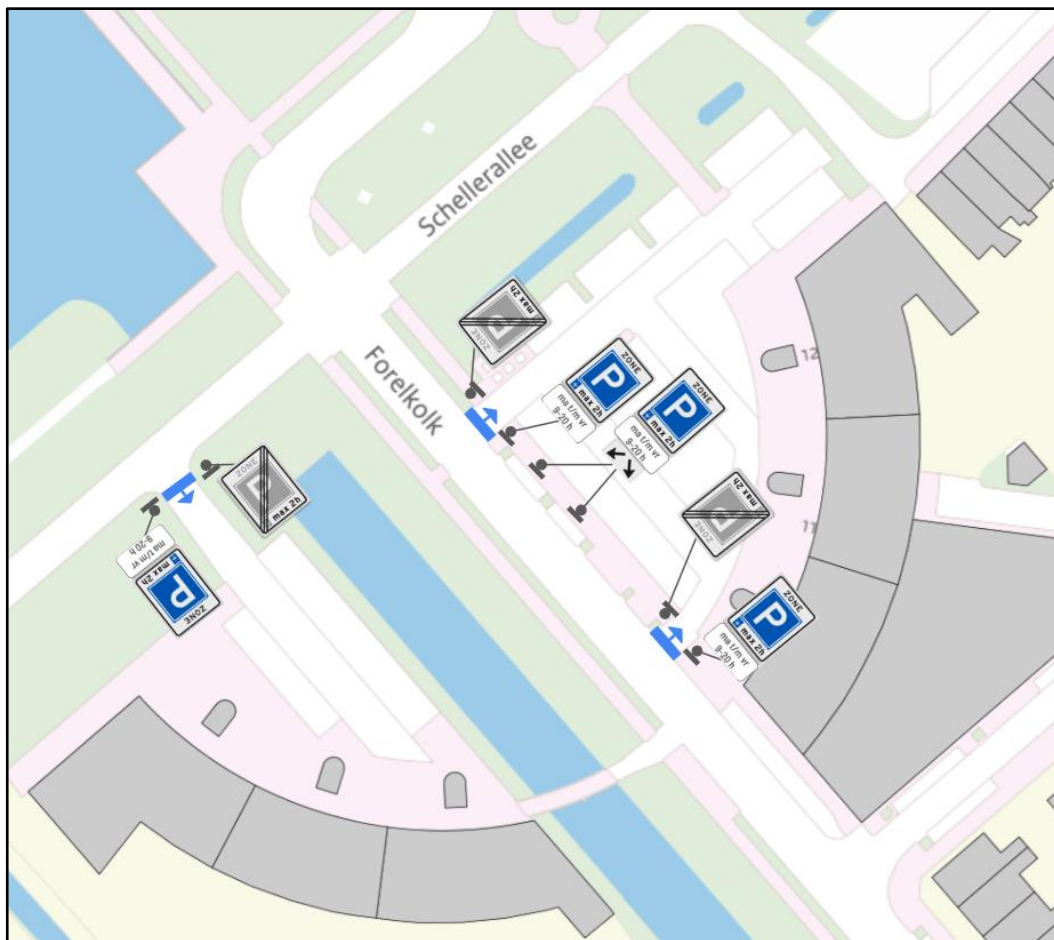 Schellerallee
Forelkolk
max 2h
ZONE
ZONE
P
max 2h
ma t/m vr
9-20 h
ZONE
P
max 2h
ma t/m vr
9-20 h
12
ZONE
max 2h
max 2h
ZONE
11
ma t/m vr
9-20 h
max 2h
P
ZONE
ZONE
P
max 2h
ma t/m vr
9-20 h